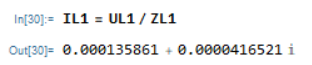 In[30]:= IL1 = UL1 / ZL1
Out[30]= 0.000135861 + 0.0000416521 i